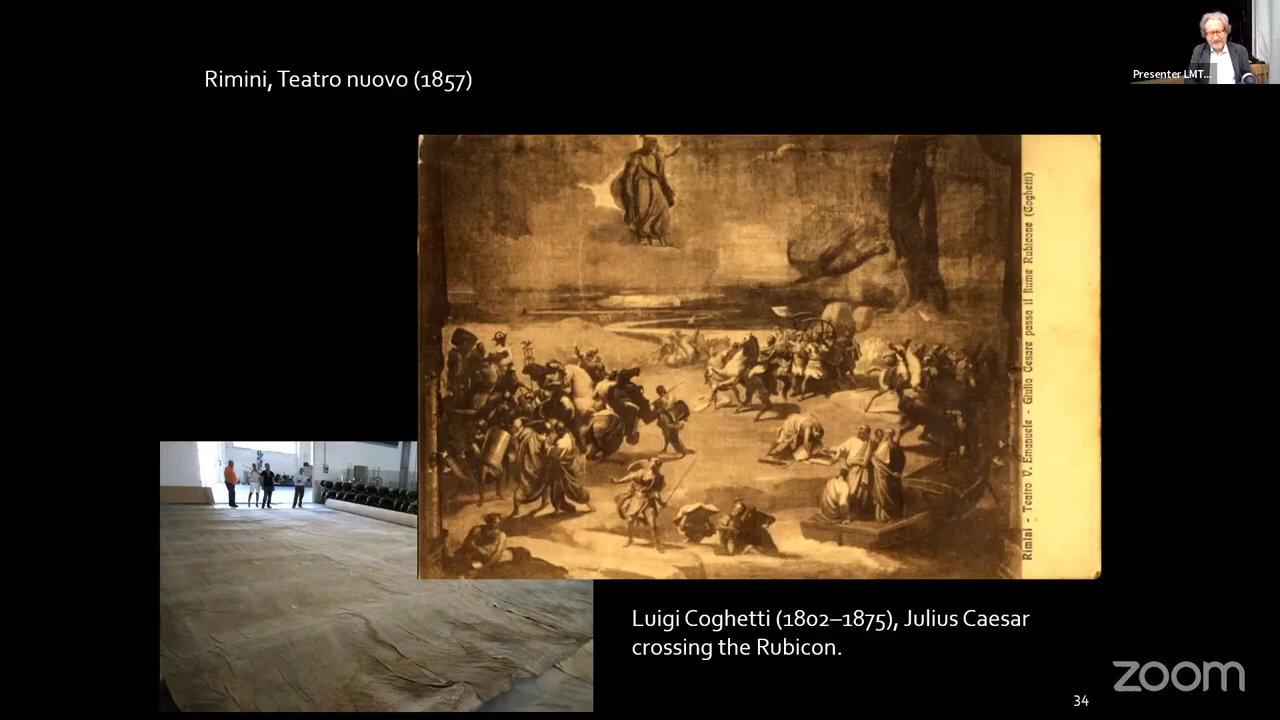 Rimini, Teatro nuovo (1857)
Presenter LMT...
Rimini - Teatro V. Emanuele - Giulio Cesare passa il fiume Rubicone (Coghetti)
Luigi Coghetti (1802–1875), Julius Caesar
crossing the Rubicon.
zoom
34